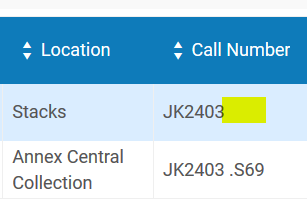 Location Call Number
Stacks JK2403
Annex Central JK2403 .S69
Collection